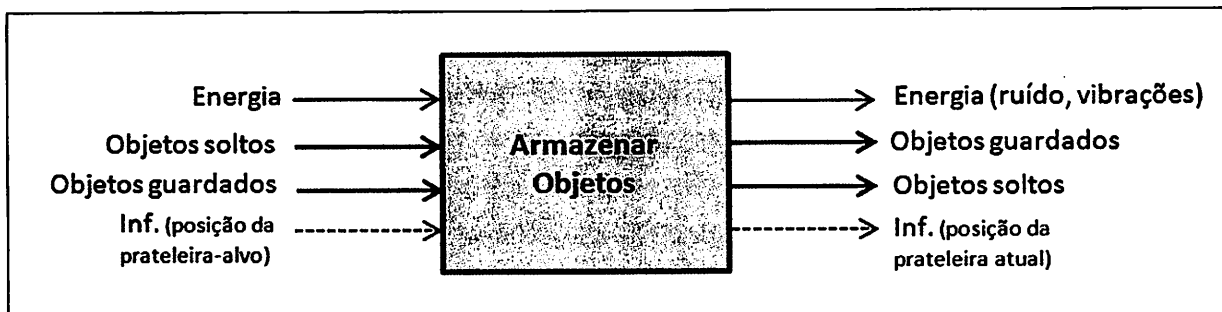 Energia
Objetos soltos
Objetos guardados
Inf. (posição da
prateleira-alvo)
Armazenar
Objetos
Energia (ruído, vibrações)
Objetos guardados
Objetos soltos
Inf. (posição da
prateleira atual)